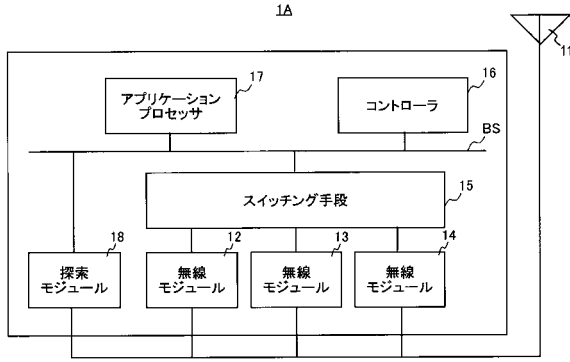 1A
11
17
アプリケーション
プロセッサ
16
コントローラ
BS
15
スイッチング手段
18
探索
モジュール
12
無線
モジュール
13
無線
モジュール
14
無線
モジュール